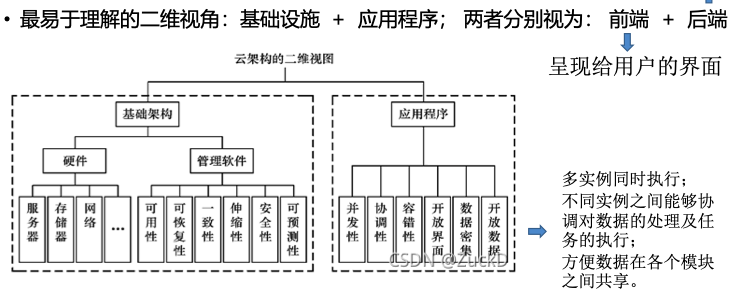 • 最易于理解的二维视角：基础设施 + 应用程序；两者分别视为： 前端 + 后端
呈现给用户的界面
云架构的二维视图
基础架构
应用程序
硬件
管理软件
服务器
存储器
网络
...
可用性
可恢复性
一致性
伸缩性
安全性
可预测性
并发性
协调性
容错性
开放界面
数据密集
开放数据
多实例同时执行；
不同实例之间能够协
调对数据的处理及任
务的执行；
方便数据在各个模块
之间共享。
CSDN @ZuckD